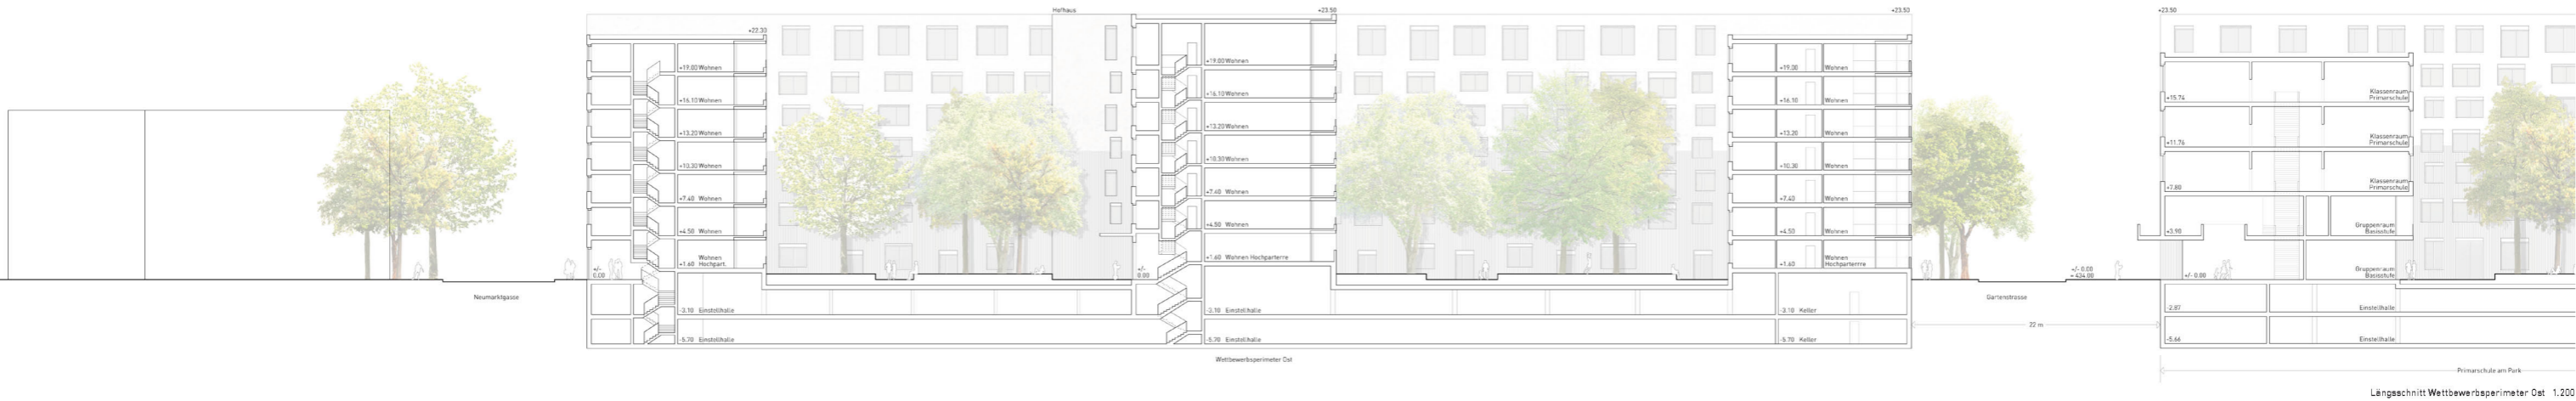 Hofhaus
+23.50
+23.50
+23.50
+22.30
+19.00 Wohnen
+16.10 Wohnen
+13.20 Wohnen
+10.30 Wohnen
+7.40 Wohnen
+4.50 Wohnen
Wohnen
+1.60 Hochpart.
+/-
0.00
-3.10 Einstellhalle
-5.70 Einstellhalle
Neumarktgasse
+19.00 Wohnen
+16.10 Wohnen
+13.20 Wohnen
+10.30 Wohnen
+7.40 Wohnen
+4.50 Wohnen
+1.60 Wohnen Hochparterre
+/-
0.00
-3.10 Einstellhalle
-5.70 Einstellhalle
Wettbewerbsperimeter Ost
+19.00 Wohnen
+16.10 Wohnen
+13.20 Wohnen
+10.30 Wohnen
+7.40 Wohnen
+4.50 Wohnen
Wohnen
+1.60 Hochparterrre
-3.10 Keller
-5.70 Keller
Gartenstrasse
22 m
+/- 0.00
= 434.00
Klassenraum
+15.74 Primarschule
Klassenraum
+11.76 Primarschule
Klassenraum
+7.80 Primarschule
Gruppenraum
+3.90 Basisstufe
Gruppenraum
+/- 0.00 Basisstufe
-2.87 Einstellhalle
-5.66 Einstellhalle
Primarschule am Park
Längsschnitt Wettbewerbsperimeter Ost 1:200